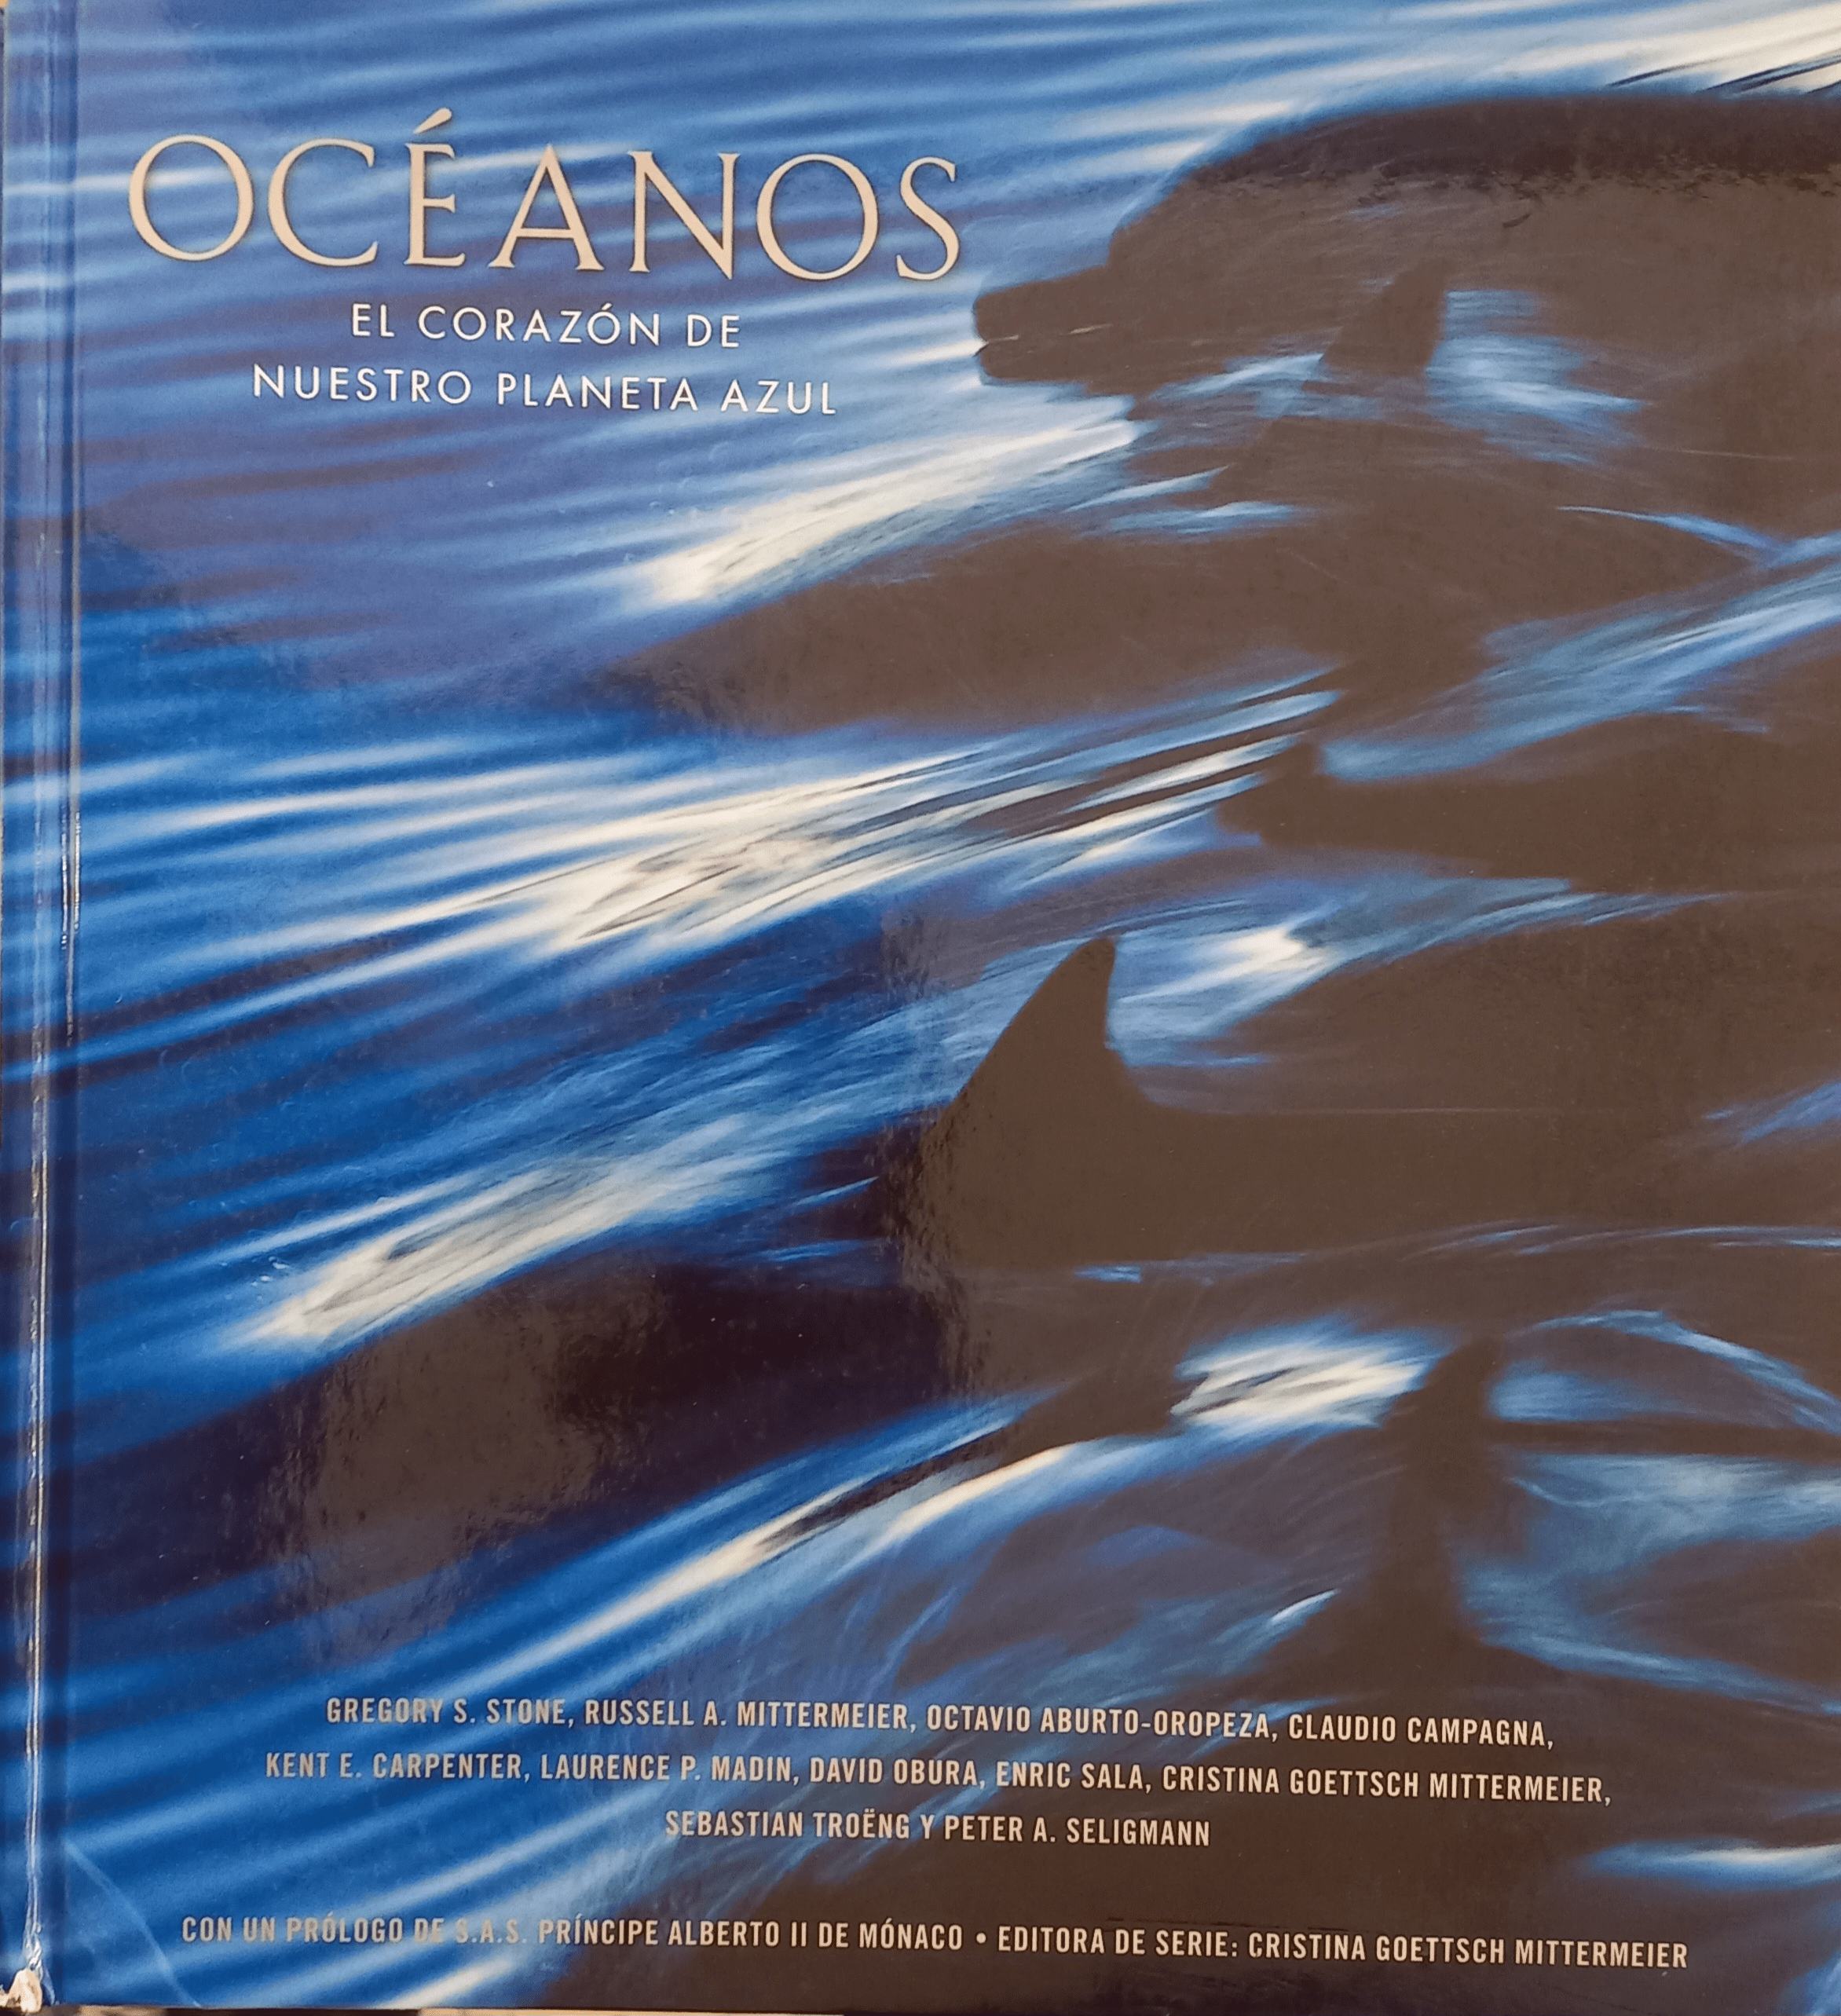 OCÉANOS
EL CORAZÓN DE
NUESTRO PLANETA AZUL
GREGORY S. STONE, RUSSELL A. MITTERMEIER, OCTAVIO ABURTO-OROPEZA, CLAUDIO CAMPAGNA,
KENT E. CARPENTER, LAURENCE P. MADIN, DAVID OBURA, ENRIC SALA, CRISTINA GOETTSCH MITTERMEIER,
SEBASTIAN TROËNG Y PETER A. SELIGMANN
CON UN PRÓLOGO DE S.A.S. PRÍNCIPE ALBERTO II DE MÓNACO • EDITORA DE SERIE: CRISTINA GOETTSCH MITTERMEIER